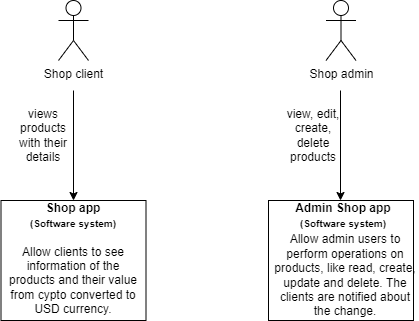 Shop client
Shop admin
views
products
with their
details
view, edit,
create,
delete
products
Shop app
(Software system)
Allow clients to see
information of the
products and their value
from cypto converted to
USD currency.
Admin Shop app
(Software system)
Allow admin users to
perform operations on
products, like read, create,
update and delete. The
clients are notified about
the change.